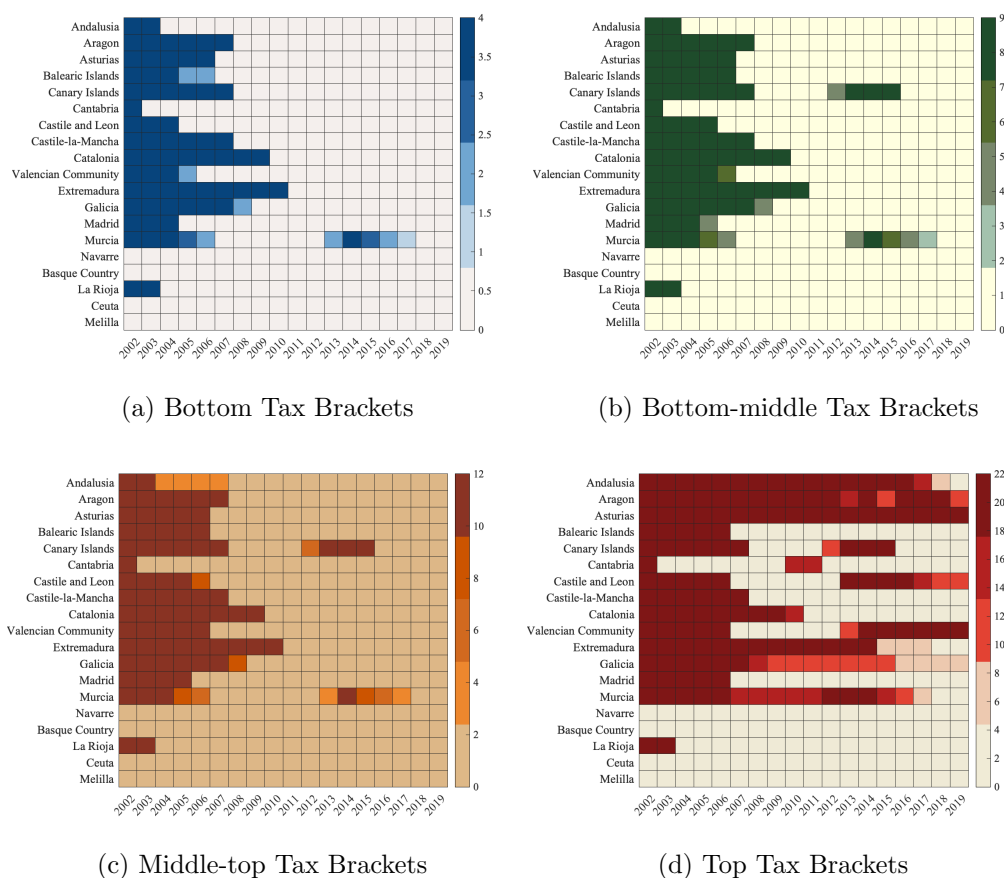 Andalusia
Aragon
Asturias
Balearic Islands
Canary Islands
Cantabria
Castile and Leon
Castile-la-Mancha
Catalonia
Valencian Community
Extremadura
Galicia
Madrid
Murcia
Navarre
Basque Country
La Rioja
Ceuta
Melilla
2002 2003 2004 2005 2006 2007 2008 2009 2010 2011 2012 2013 2014 2015 2016 2017 2018 2019
4
3.5
3
2.5
2
1.5
1
0.5
0
(a) Bottom Tax Brackets
Andalusia
Aragon
Asturias
Balearic Islands
Canary Islands
Cantabria
Castile and Leon
Castile-la-Mancha
Catalonia
Valencian Community
Extremadura
Galicia
Madrid
Murcia
Navarre
Basque Country
La Rioja
Ceuta
Melilla
2002 2003 2004 2005 2006 2007 2008 2009 2010 2011 2012 2013 2014 2015 2016 2017 2018 2019
9
8
7
6
5
4
3
2
1
0
(b) Bottom-middle Tax Brackets
Andalusia
Aragon
Asturias
Balearic Islands
Canary Islands
Cantabria
Castile and Leon
Castile-la-Mancha
Catalonia
Valencian Community
Extremadura
Galicia
Madrid
Murcia
Navarre
Basque Country
La Rioja
Ceuta
Melilla
2002 2003 2004 2005 2006 2007 2008 2009 2010 2011 2012 2013 2014 2015 2016 2017 2018 2019
12
10
8
6
4
2
0
(c) Middle-top Tax Brackets
Andalusia
Aragon
Asturias
Balearic Islands
Canary Islands
Cantabria
Castile and Leon
Castile-la-Mancha
Catalonia
Valencian Community
Extremadura
Galicia
Madrid
Murcia
Navarre
Basque Country
La Rioja
Ceuta
Melilla
2002 2003 2004 2005 2006 2007 2008 2009 2010 2011 2012 2013 2014 2015 2016 2017 2018 2019
22
20
18
16
14
12
10
8
6
4
2
0
(d) Top Tax Brackets